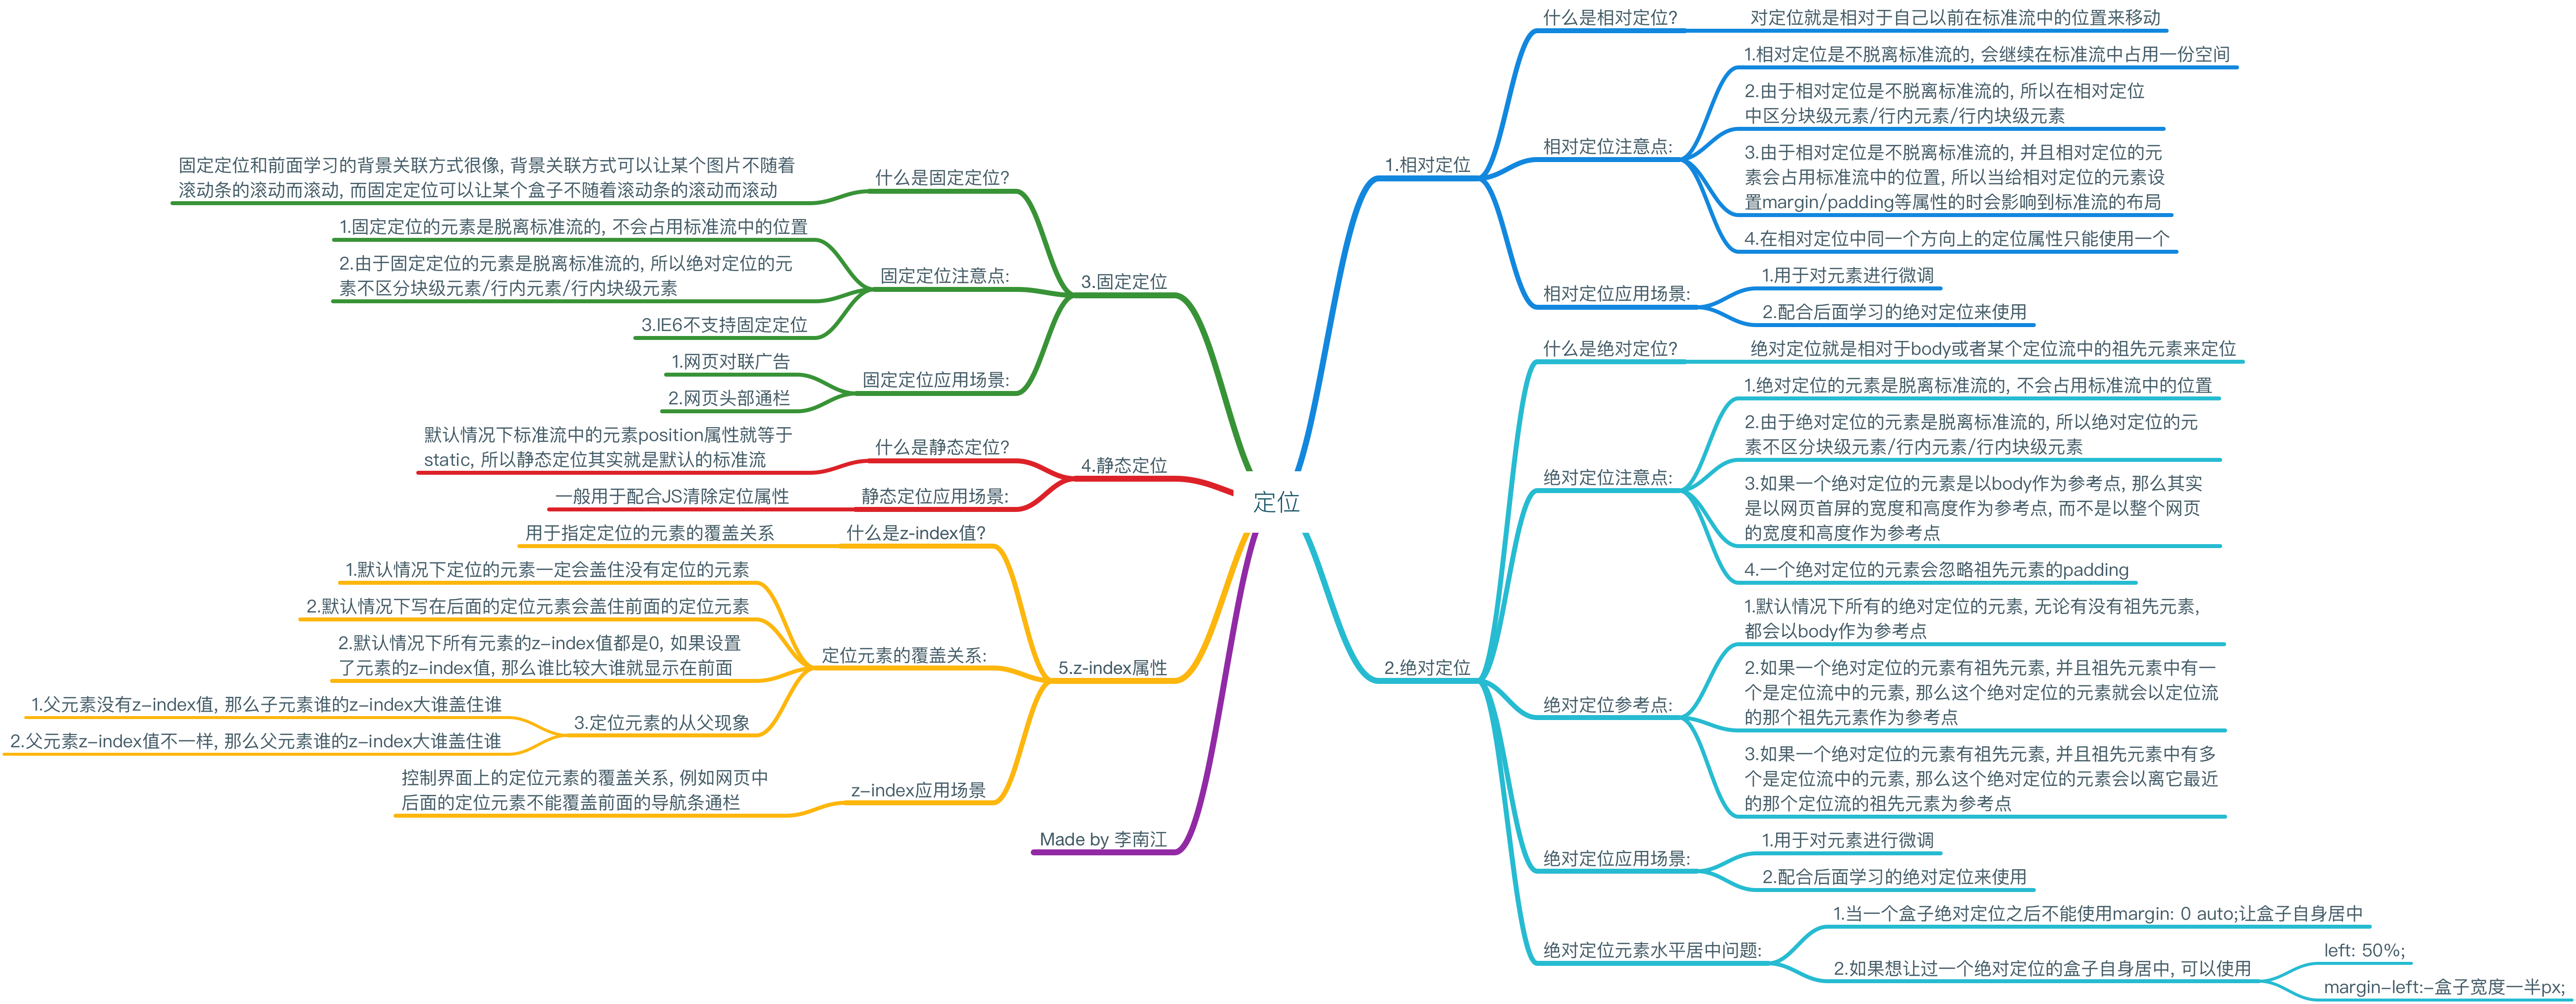 定位
1.相对定位
什么是相对定位?
对定位就是相对于自己以前在标准流中的位置来移动
相对定位注意点:
1.相对定位是不脱离标准流的, 会继续在标准流中占用一份空间
2.由于相对定位是不脱离标准流的, 所以在相对定位
中区分块级元素/行内元素/行内块级元素
3.由于相对定位是不脱离标准流的, 并且相对定位的元
素会占用标准流中的位置, 所以当给相对定位的元素设
置margin/padding等属性的时会影响到标准流的布局
4.在相对定位中同一个方向上的定位属性只能使用一个
相对定位应用场景:
1.用于对元素进行微调
2.配合后面学习的绝对定位来使用
2.绝对定位
什么是绝对定位?
绝对定位就是相对于body或者某个定位流中的祖先元素来定位
绝对定位注意点:
1.绝对定位的元素是脱离标准流的, 不会占用标准流中的位置
2.由于绝对定位的元素是脱离标准流的, 所以绝对定位的元
素不区分块级元素/行内元素/行内块级元素
3.如果一个绝对定位的元素是以body作为参考点, 那么其实
是以网页首屏的宽度和高度作为参考点, 而不是以整个网页
的宽度和高度作为参考点
4.一个绝对定位的元素会忽略祖先元素的padding
绝对定位参考点:
1.默认情况下所有的绝对定位的元素, 无论有没有祖先元素,
都会以body作为参考点
2.如果一个绝对定位的元素有祖先元素, 并且祖先元素中有一
个是定位流中的元素, 那么这个绝对定位的元素就会以定位流
的那个祖先元素作为参考点
3.如果一个绝对定位的元素有祖先元素, 并且祖先元素中有多
个是定位流中的元素, 那么这个绝对定位的元素会以离它最近
的那个定位流的祖先元素为参考点
绝对定位应用场景:
1.用于对元素进行微调
2.配合后面学习的绝对定位来使用
绝对定位元素水平居中问题:
1.当一个盒子绝对定位之后不能使用margin: 0 auto;让盒子自身居中
2.如果想让过一个绝对定位的盒子自身居中, 可以使用
left: 50%;
margin-left:-盒子宽度一半px;
3.固定定位
什么是固定定位?
固定定位和前面学习的背景关联方式很像, 背景关联方式可以让某个图片不随着
滚动条的滚动而滚动, 而固定定位可以让某个盒子不随着滚动条的滚动而滚动
固定定位注意点:
1.固定定位的元素是脱离标准流的, 不会占用标准流中的位置
2.由于固定定位的元素是脱离标准流的, 所以绝对定位的元
素不区分块级元素/行内元素/行内块级元素
3.IE6不支持固定定位
固定定位应用场景:
1.网页对联广告
2.网页头部通栏
4.静态定位
什么是静态定位?
默认情况下标准流中的元素position属性就等于
static, 所以静态定位其实就是默认的标准流
静态定位应用场景:
一般用于配合JS清除定位属性
5.z-index属性
什么是z-index值?
用于指定定位的元素的覆盖关系
定位元素的覆盖关系:
1.默认情况下定位的元素一定会盖住没有定位的元素
2.默认情况下写在后面的定位元素会盖住前面的定位元素
2.默认情况下所有元素的z-index值都是0, 如果设置
了元素的z-index值, 那么谁比较大谁就显示在前面
3.定位元素的从父现象
1.父元素没有z-index值, 那么子元素谁的z-index大谁盖住谁
2.父元素z-index值不一样, 那么父元素谁的z-index大谁盖住谁
z-index应用场景
控制界面上的定位元素的覆盖关系, 例如网页中
后面的定位元素不能覆盖前面的导航条通栏
Made by 李南江